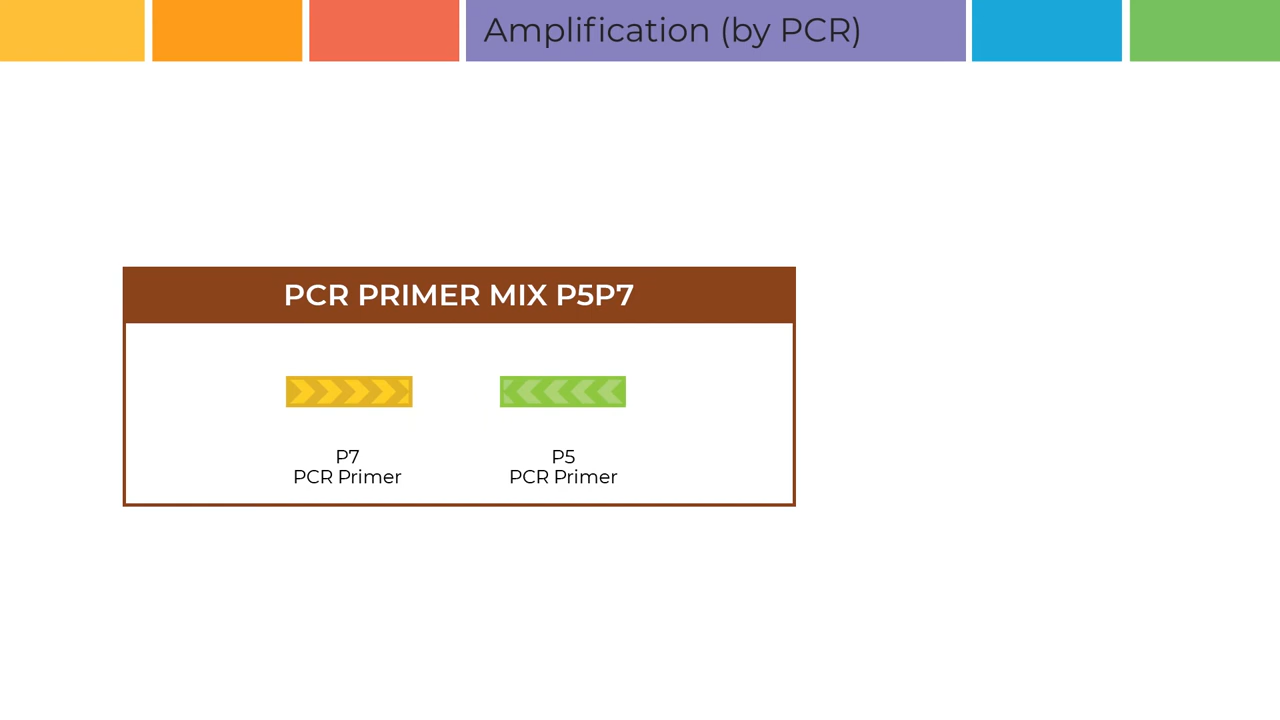 Amplification (by PCR)
PCR PRIMER MIX P5P7
P7
PCR Primer
P5
PCR Primer